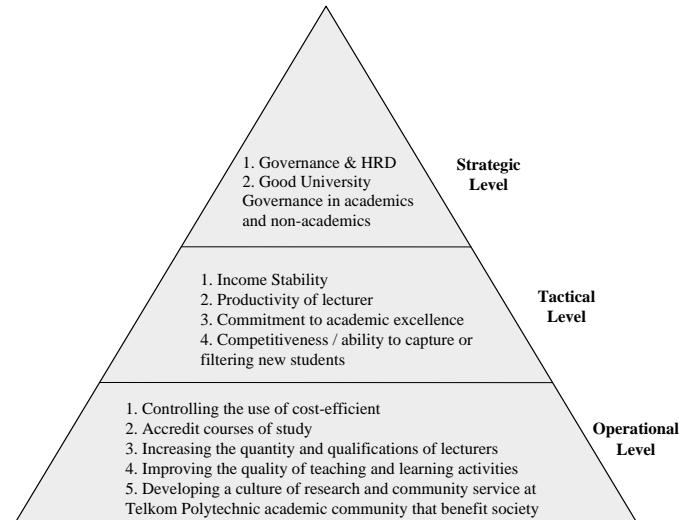 1. Governance & HRD
2. Good University
Governance in academics
and non-academics
Strategic
Level
1. Income Stability
2. Productivity of lecturer
3. Commitment to academic excellence
4. Competitiveness / ability to capture or
filtering new students
Tactical
Level
1. Controlling the use of cost-efficient
2. Accredit courses of study
3. Increasing the quantity and qualifications of lecturers
4. Improving the quality of teaching and learning activities
5. Developing a culture of research and community service at
Telkom Polytechnic academic community that benefit society
Operational
Level